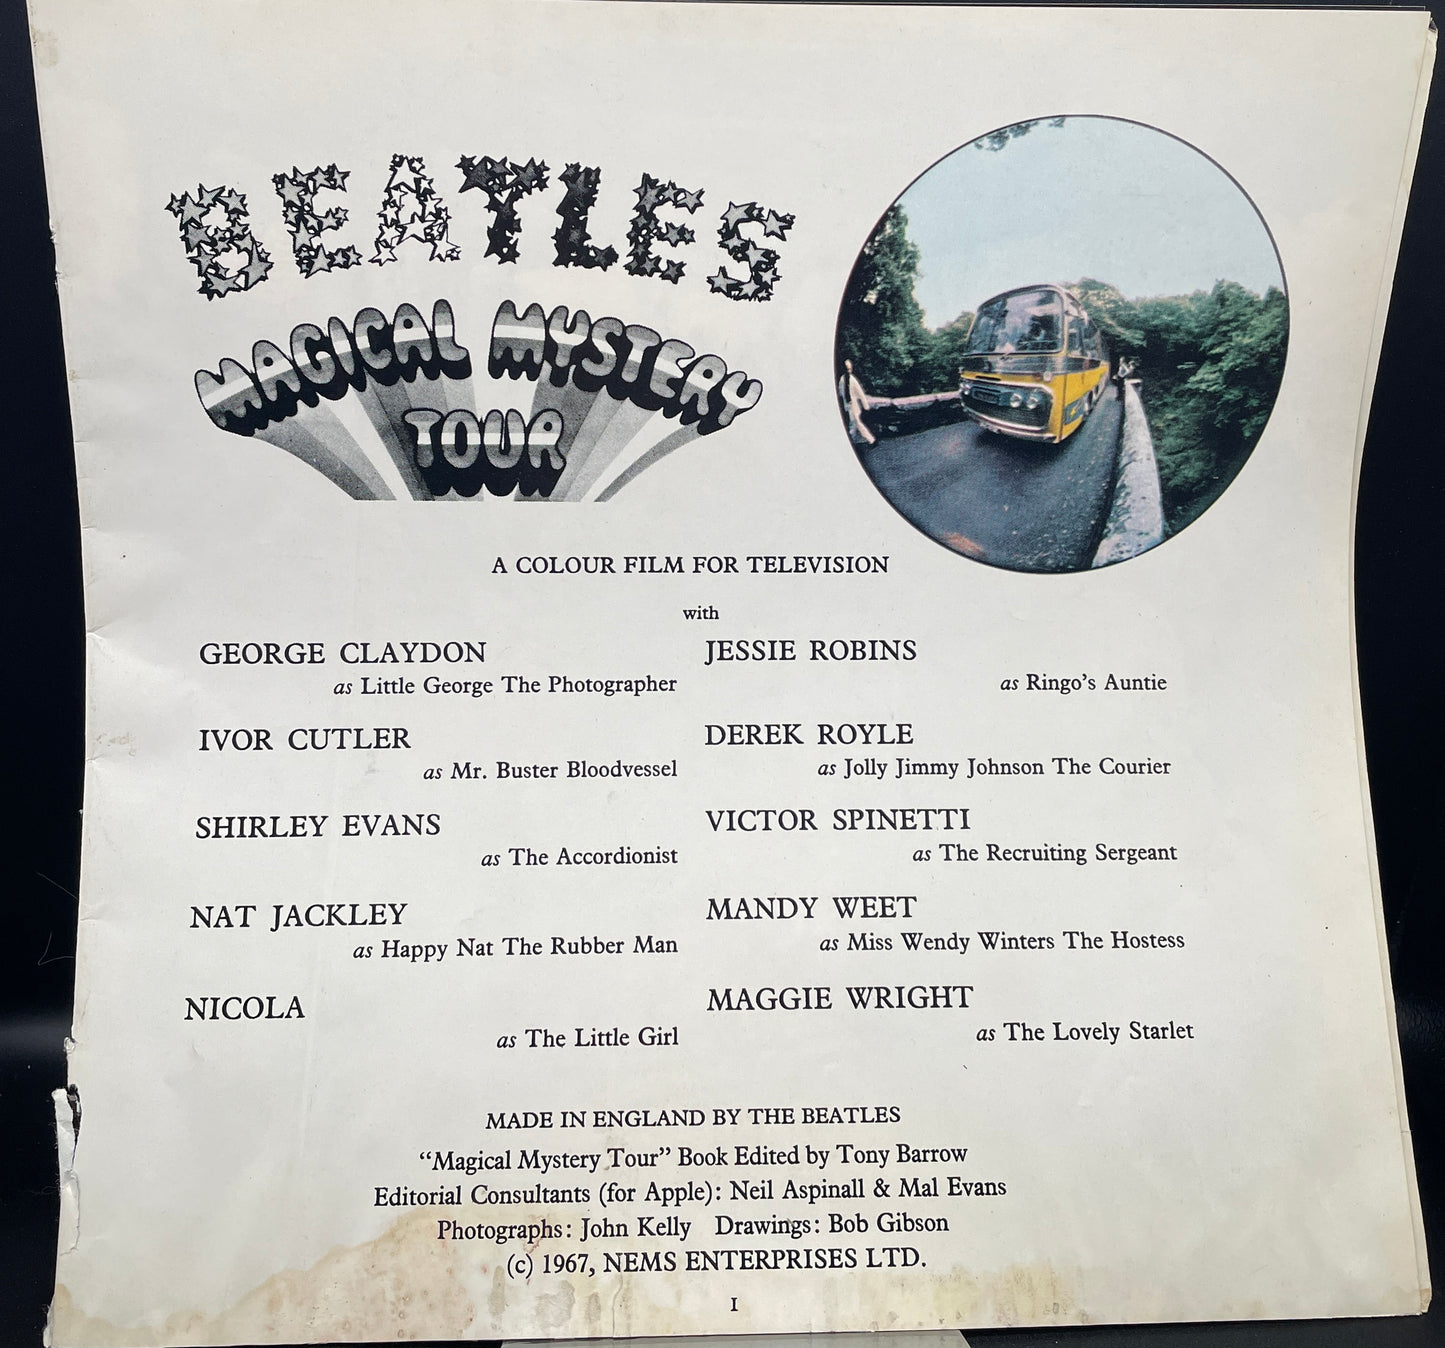 BEATLES
MAGICAL MYSTERY
TOUR
A COLOUR FILM FOR TELEVISION
with
GEORGE CLAYDON
as Little George The Photographer
IVOR CUTLER
as Mr. Buster Bloodvessel
SHIRLEY EVANS
as The Accordionist
NAT JACKLEY
as Happy Nat The Rubber Man
NICOLA
as The Little Girl
JESSIE ROBINS
as Ringo's Auntie
DEREK ROYLE
as Jolly Jimmy Johnson The Courier
VICTOR SPINETTI
as The Recruiting Sergeant
MANDY WEET
as Miss Wendy Winters The Hostess
MAGGIE WRIGHT
as The Lovely Starlet
MADE IN ENGLAND BY THE BEATLES
“Magical Mystery Tour” Book Edited by Tony Barrow
Editorial Consultants (for Apple): Neil Aspinall & Mal Evans
Photographs: John Kelly Drawings: Bob Gibson
(c) 1967, NEMS ENTERPRISES LTD.
I